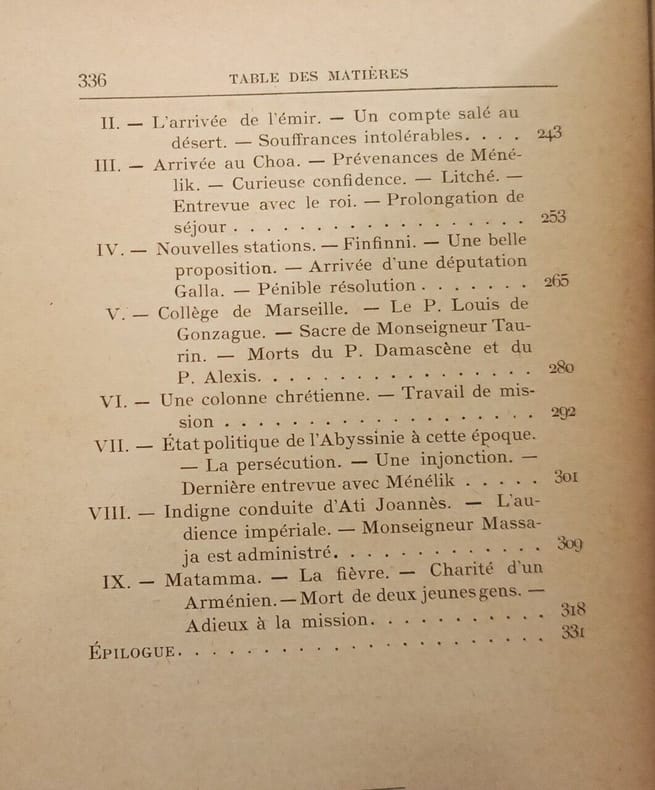 336 TABLE DES MATIÈRES
II. — L'arrivée de l'émir. — Un compte salé au
désert. — Souffrances intolérables. . . . 243
III. — Arrivée au Choa. — Prévenances de Méné-
lik. — Curieuse confidence. — Litché. —
Entrevue avec le roi. — Prolongation de
séjour . . . . . . . . . . . . . . . . . 253
IV. — Nouvelles stations. — Finfinni. — Une belle
proposition. — Arrivée d'une députation
Galla. — Pénible résolution . . . . . . . 265
V. — Collège de Marseille. — Le P. Louis de
Gonzague. — Sacre de Monseigneur Tau-
rin. — Morts du P. Damascène et du
P. Alexis. . . . . . . . . . . . . . . . 280
VI. — Une colonne chrétienne. — Travail de mis-
sion . . . . . . . . . . . . . . . . . . 292
VII. — État politique de l'Abyssinie à cette époque.
— La persécution. — Une injonction. —
Dernière entrevue avec Ménélik . . . . . 301
VIII. — Indigne conduite d'Ati Joannès. — L'au-
dience impériale. — Monseigneur Massa-
ja est administré. . . . . . . . . . . . 309
IX. — Matamma. — La fièvre. — Charité d'un
Arménien. — Mort de deux jeunes gens. —
Adieux à la mission. . . . . . . . . . . 318
ÉPILOGUE. . . . . . . . . . . . . . . . . . . . . 331